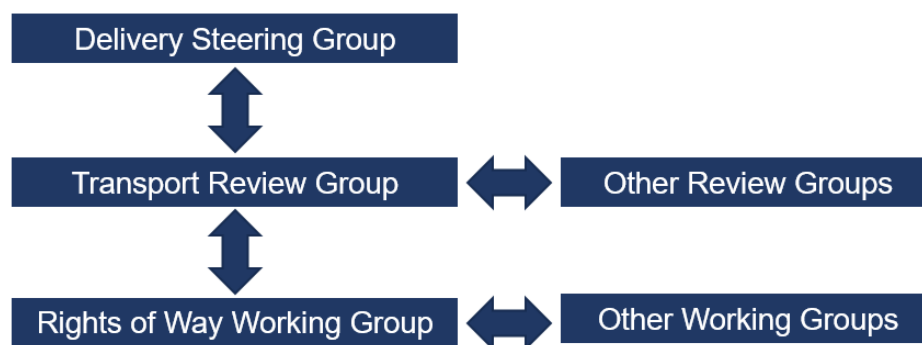 Delivery Steering Group
Transport Review Group
Other Review Groups
Rights of Way Working Group
Other Working Groups